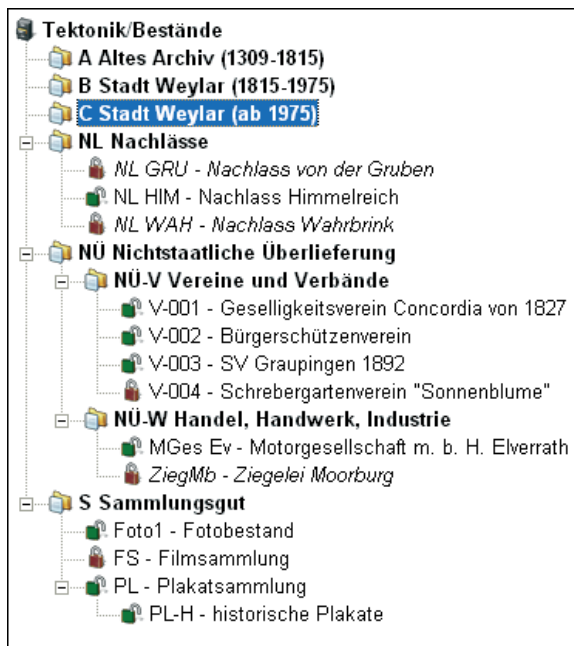 Tektonik/Bestände
A Altes Archiv (1309-1815)
B Stadt Weylar (1815-1975)
C Stadt Weylar (ab 1975)
NL Nachlässe
NL GRU - Nachlass von der Gruben
NL HIM - Nachlass Himmelreich
NL WAH - Nachlass Wahrbrink
NÜ Nichtstaatliche Überlieferung
NÜ-V Vereine und Verbände
V-001 - Geselligkeitsverein Concordia von 1827
V-002 - Bürgerschützenverein
V-003 - SV Graupingen 1892
V-004 - Schrebergartenverein "Sonnenblume"
NÜ-W Handel, Handwerk, Industrie
MGes Ev - Motorgesellschaft m. b. H. Elverrath
ZiegMb - Ziegelei Moorburg
S Sammlungsgut
Foto1 - Fotobestand
FS - Filmsammlung
PL - Plakatsammlung
PL-H - historische Plakate